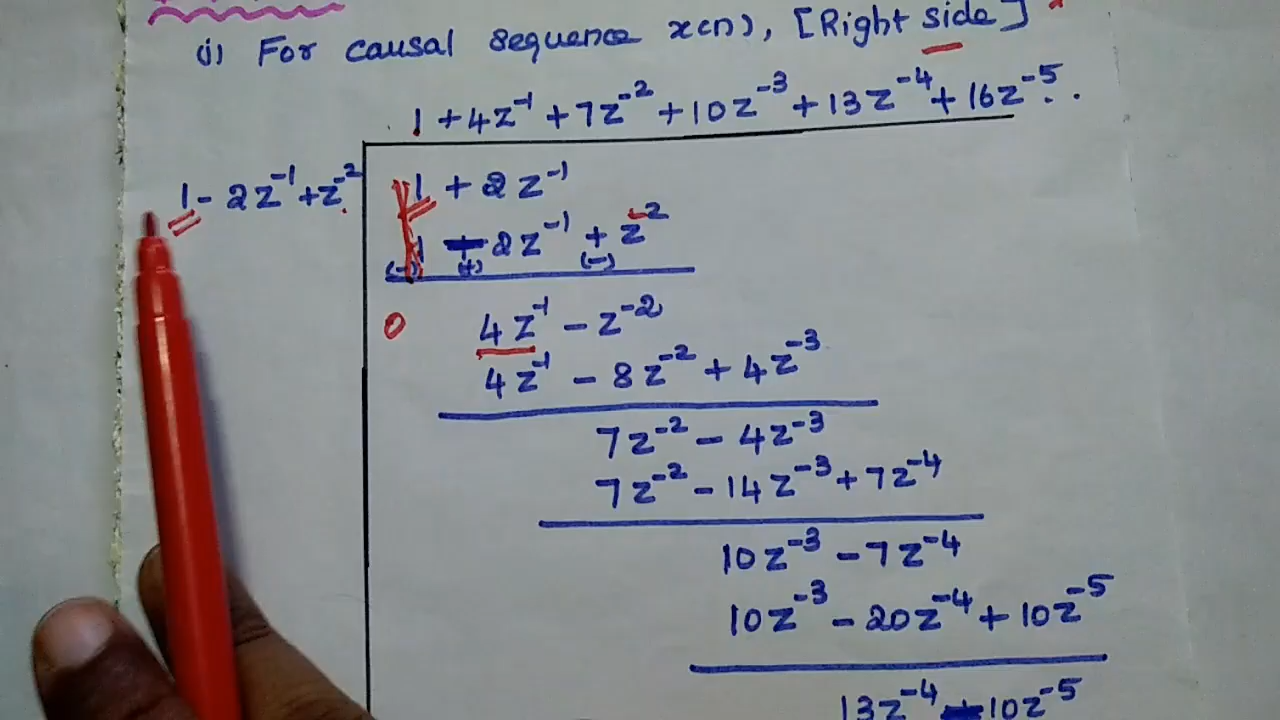 (i) For causal sequence x(n), [Right side]
1 + 4z⁻¹ + 7z⁻² + 10z⁻³ + 13z⁻⁴ + 16z⁻⁵ . .
1 - 2z⁻¹ + z⁻²
1 + 2z⁻¹
1 - 2z⁻¹ + z⁻²
(-) (+) (-)
0 4z⁻¹ - z⁻²
4z⁻¹ - 8z⁻² + 4z⁻³
7z⁻² - 4z⁻³
7z⁻² - 14z⁻³ + 7z⁻⁴
10z⁻³ - 7z⁻⁴
10z⁻³ - 20z⁻⁴ + 10z⁻⁵
13z⁻⁴ - 10z⁻⁵